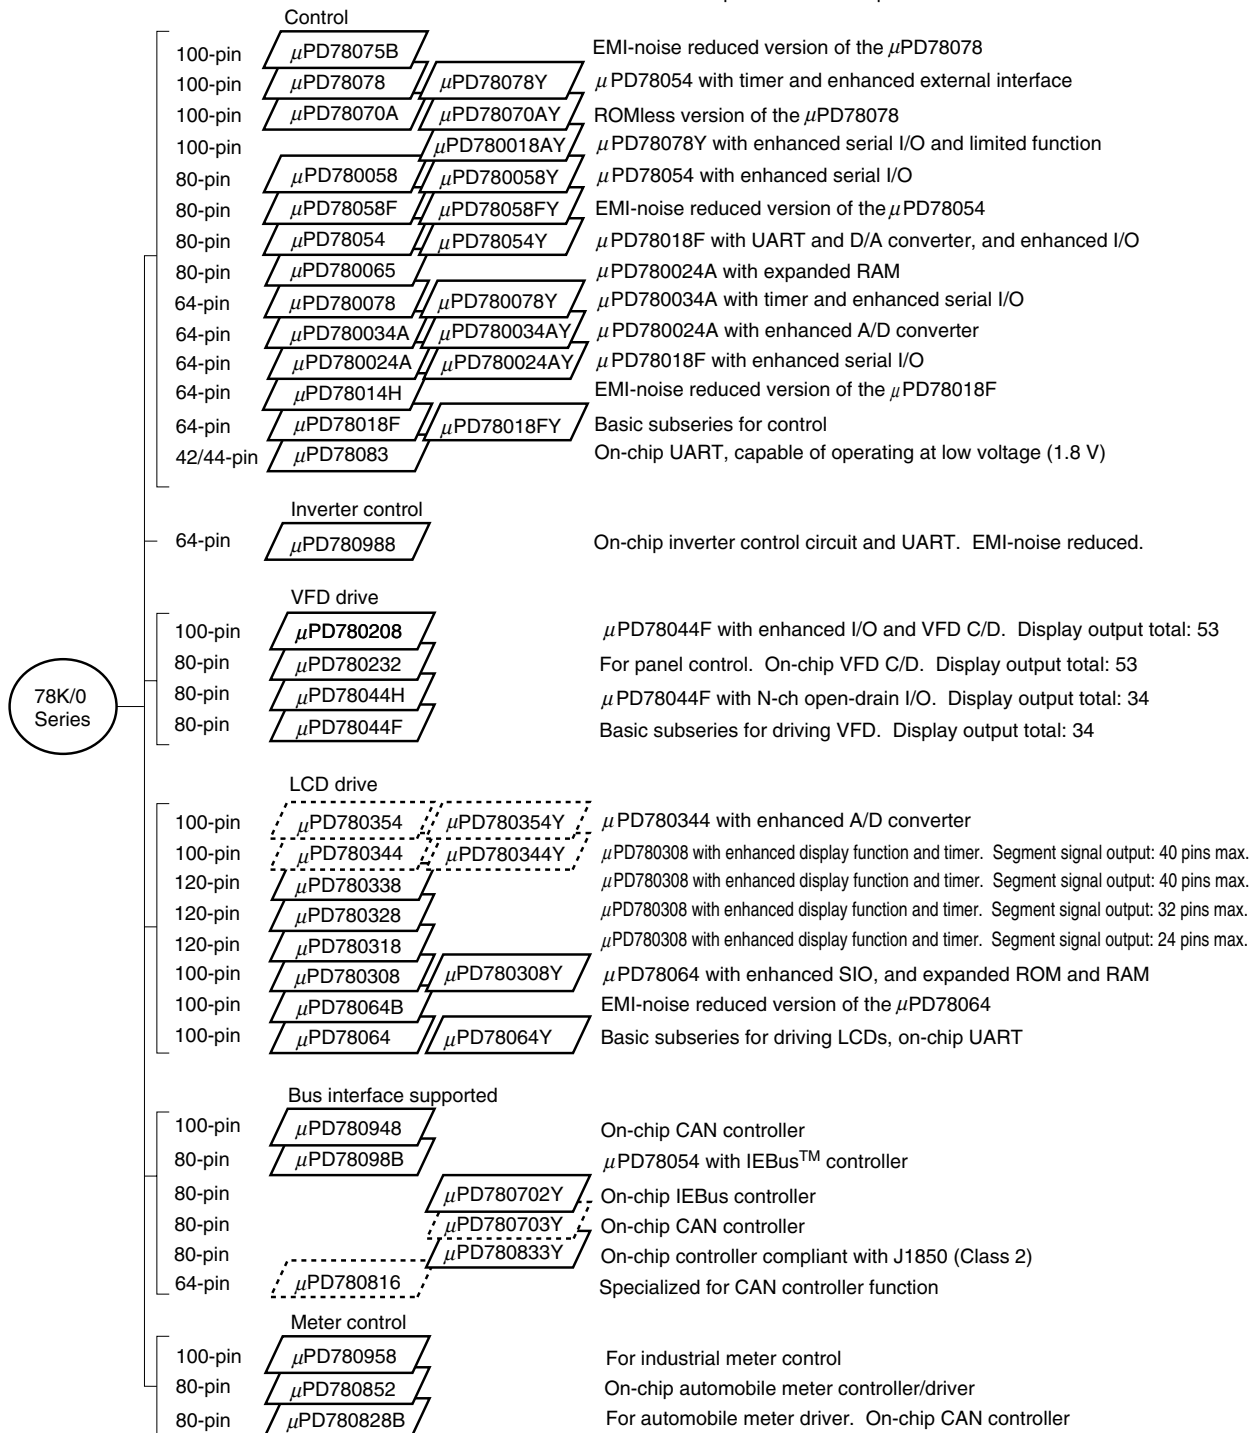 Control
100-pin μPD78075B EMI-noise reduced version of the μPD78078
100-pin μPD78078 μPD78078Y μPD78054 with timer and enhanced external interface
100-pin μPD78070A μPD78070AY ROMless version of the μPD78078
100-pin μPD780018AY μPD78078Y with enhanced serial I/O and limited function
80-pin μPD780058 μPD780058Y μPD78054 with enhanced serial I/O
80-pin μPD78058F μPD78058FY EMI-noise reduced version of the μPD78054
80-pin μPD78054 μPD78054Y μPD78018F with UART and D/A converter, and enhanced I/O
80-pin μPD780065 μPD780024A with expanded RAM
64-pin μPD780078 μPD780078Y μPD780034A with timer and enhanced serial I/O
64-pin μPD780034A μPD780034AY μPD780024A with enhanced A/D converter
64-pin μPD780024A μPD780024AY μPD78018F with enhanced serial I/O
64-pin μPD78014H EMI-noise reduced version of the μPD78018F
64-pin μPD78018F μPD78018FY Basic subseries for control
42/44-pin μPD78083 On-chip UART, capable of operating at low voltage (1.8 V)
Inverter control
64-pin μPD780988 On-chip inverter control circuit and UART. EMI-noise reduced.
VFD drive
100-pin μPD780208 μPD78044F with enhanced I/O and VFD C/D. Display output total: 53
80-pin μPD780232 For panel control. On-chip VFD C/D. Display output total: 53
80-pin μPD78044H μPD78044F with N-ch open-drain I/O. Display output total: 34
80-pin μPD78044F Basic subseries for driving VFD. Display output total: 34
78K/0
Series
LCD drive
100-pin μPD780354 μPD780354Y μPD780344 with enhanced A/D converter
100-pin μPD780344 μPD780344Y μPD780308 with enhanced display function and timer. Segment signal output: 40 pins max.
120-pin μPD780338 μPD780308 with enhanced display function and timer. Segment signal output: 40 pins max.
120-pin μPD780328 μPD780308 with enhanced display function and timer. Segment signal output: 32 pins max.
120-pin μPD780318 μPD780308 with enhanced display function and timer. Segment signal output: 24 pins max.
100-pin μPD780308 μPD780308Y μPD78064 with enhanced SIO, and expanded ROM and RAM
100-pin μPD78064B EMI-noise reduced version of the μPD78064
100-pin μPD78064 μPD78064Y Basic subseries for driving LCDs, on-chip UART
Bus interface supported
100-pin μPD780948 On-chip CAN controller
80-pin μPD78098B μPD78054 with IEBus™ controller
80-pin μPD780702Y On-chip IEBus controller
80-pin μPD780703Y On-chip CAN controller
80-pin μPD780833Y On-chip controller compliant with J1850 (Class 2)
64-pin μPD780816 Specialized for CAN controller function
Meter control
100-pin μPD780958 For industrial meter control
80-pin μPD780852 On-chip automobile meter controller/driver
80-pin μPD780828B For automobile meter driver. On-chip CAN controller